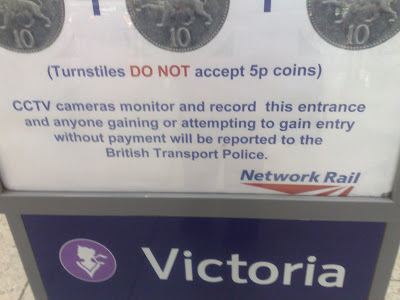 10 10 10
(Turnstiles DO NOT accept 5p coins)
CCTV cameras monitor and record this entrance
and anyone gaining or attempting to gain entry
without payment will be reported to the
British Transport Police.
Network Rail
Victoria